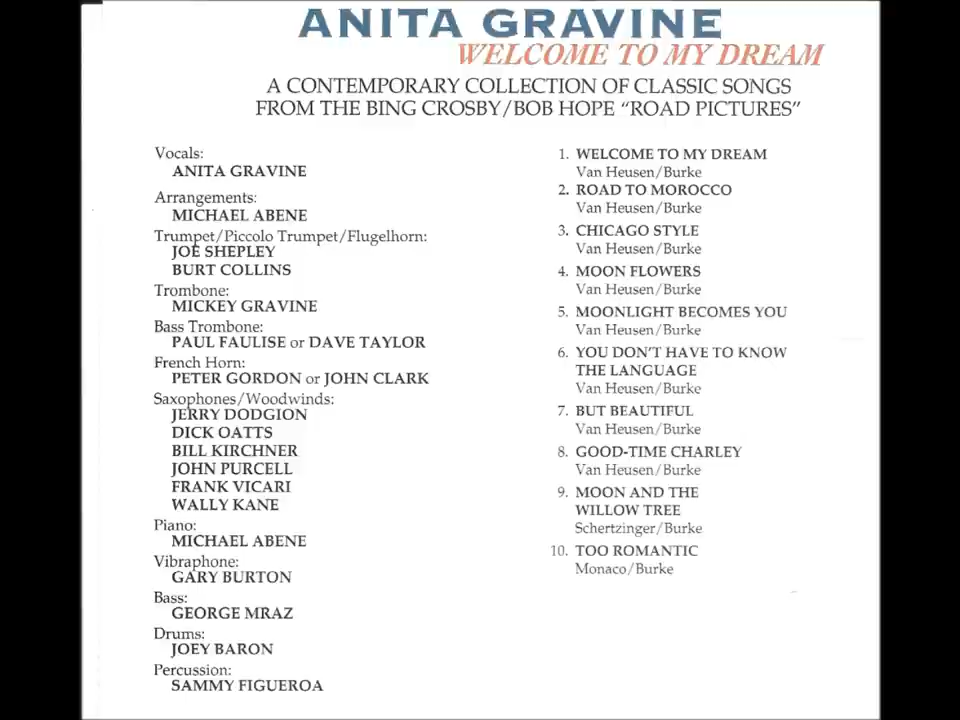 ANITA GRAVINE
WELCOME TO MY DREAM
A CONTEMPORARY COLLECTION OF CLASSIC SONGS
FROM THE BING CROSBY/BOB HOPE “ROAD PICTURES”
Vocals:
ANITA GRAVINE
Arrangements:
MICHAEL ABENE
Trumpet/Piccolo Trumpet/Flugelhorn:
JOE SHEPLEY
BURT COLLINS
Trombone:
MICKEY GRAVINE
Bass Trombone:
PAUL FAULISE or DAVE TAYLOR
French Horn:
PETER GORDON or JOHN CLARK
Saxophones/Woodwinds:
JERRY DODGION
DICK OATTS
BILL KIRCHNER
JOHN PURCELL
FRANK VICARI
WALLY KANE
Piano:
MICHAEL ABENE
Vibraphone:
GARY BURTON
Bass:
GEORGE MRAZ
Drums:
JOEY BARON
Percussion:
SAMMY FIGUEROA
1. WELCOME TO MY DREAM
Van Heusen/Burke
2. ROAD TO MOROCCO
Van Heusen/Burke
3. CHICAGO STYLE
Van Heusen/Burke
4. MOON FLOWERS
Van Heusen/Burke
5. MOONLIGHT BECOMES YOU
Van Heusen/Burke
6. YOU DON’T HAVE TO KNOW
THE LANGUAGE
Van Heusen/Burke
7. BUT BEAUTIFUL
Van Heusen/Burke
8. GOOD-TIME CHARLEY
Van Heusen/Burke
9. MOON AND THE
WILLOW TREE
Schertzinger/Burke
10. TOO ROMANTIC
Monaco/Burke